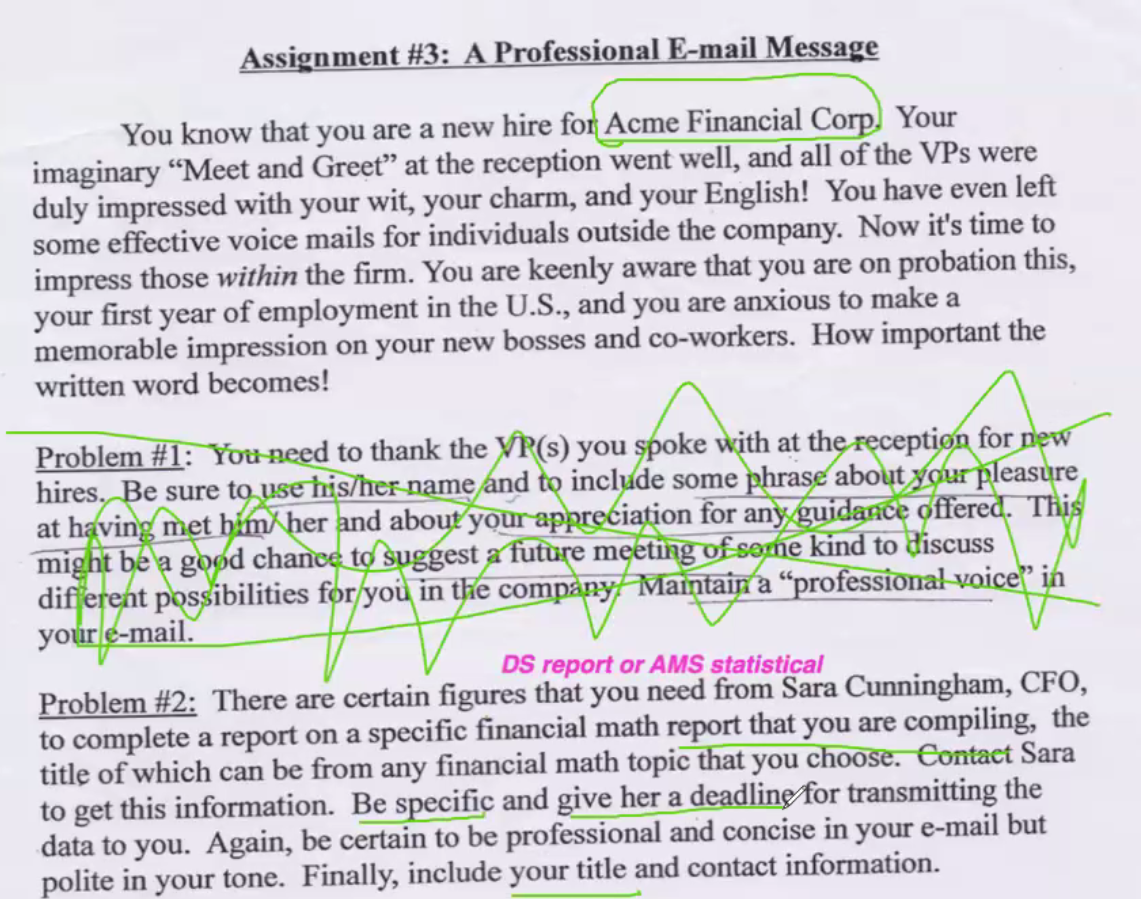 Assignment #3: A Professional E-mail Message
You know that you are a new hire for Acme Financial Corp. Your
imaginary “Meet and Greet” at the reception went well, and all of the VPs were
duly impressed with your wit, your charm, and your English! You have even left
some effective voice mails for individuals outside the company. Now it's time to
impress those within the firm. You are keenly aware that you are on probation this,
your first year of employment in the U.S., and you are anxious to make a
memorable impression on your new bosses and co-workers. How important the
written word becomes!
Problem #1: You need to thank the VP(s) you spoke with at the reception for new
hires. Be sure to use his/her name and to include some phrase about your pleasure
at having met him/ her and about your appreciation for any guidance offered. This
might be a good chance to suggest a future meeting of some kind to discuss
different possibilities for you in the company. Maintain a “professional voice” in
your e-mail.
DS report or AMS statistical
Problem #2: There are certain figures that you need from Sara Cunningham, CFO,
to complete a report on a specific financial math report that you are compiling, the
title of which can be from any financial math topic that you choose. Contact Sara
to get this information. Be specific and give her a deadline for transmitting the
data to you. Again, be certain to be professional and concise in your e-mail but
polite in your tone. Finally, include your title and contact information.